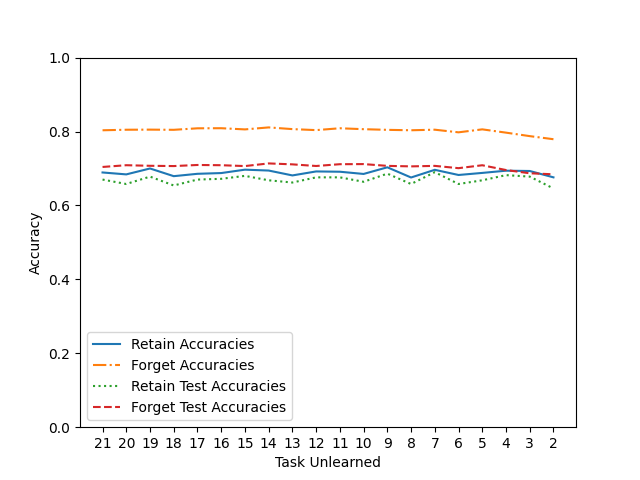 1.0
0.8
0.6
0.4
0.2
0.0
Accuracy
Retain Accuracies
Forget Accuracies
Retain Test Accuracies
Forget Test Accuracies
21 20 19 18 17 16 15 14 13 12 11 10 9 8 7 6 5 4 3 2
Task Unlearned